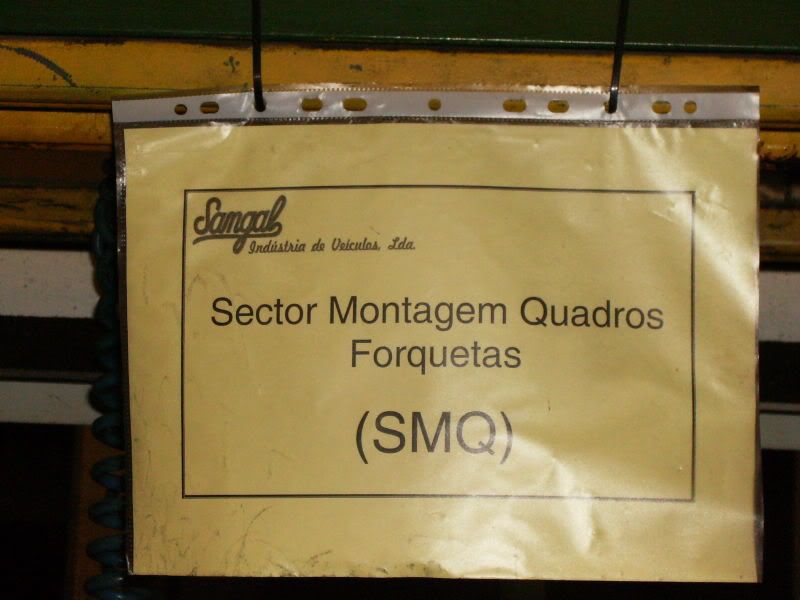 Sangal
Indústria de Veículos, Lda.
Sector Montagem Quadros
Forquetas
(SMQ)